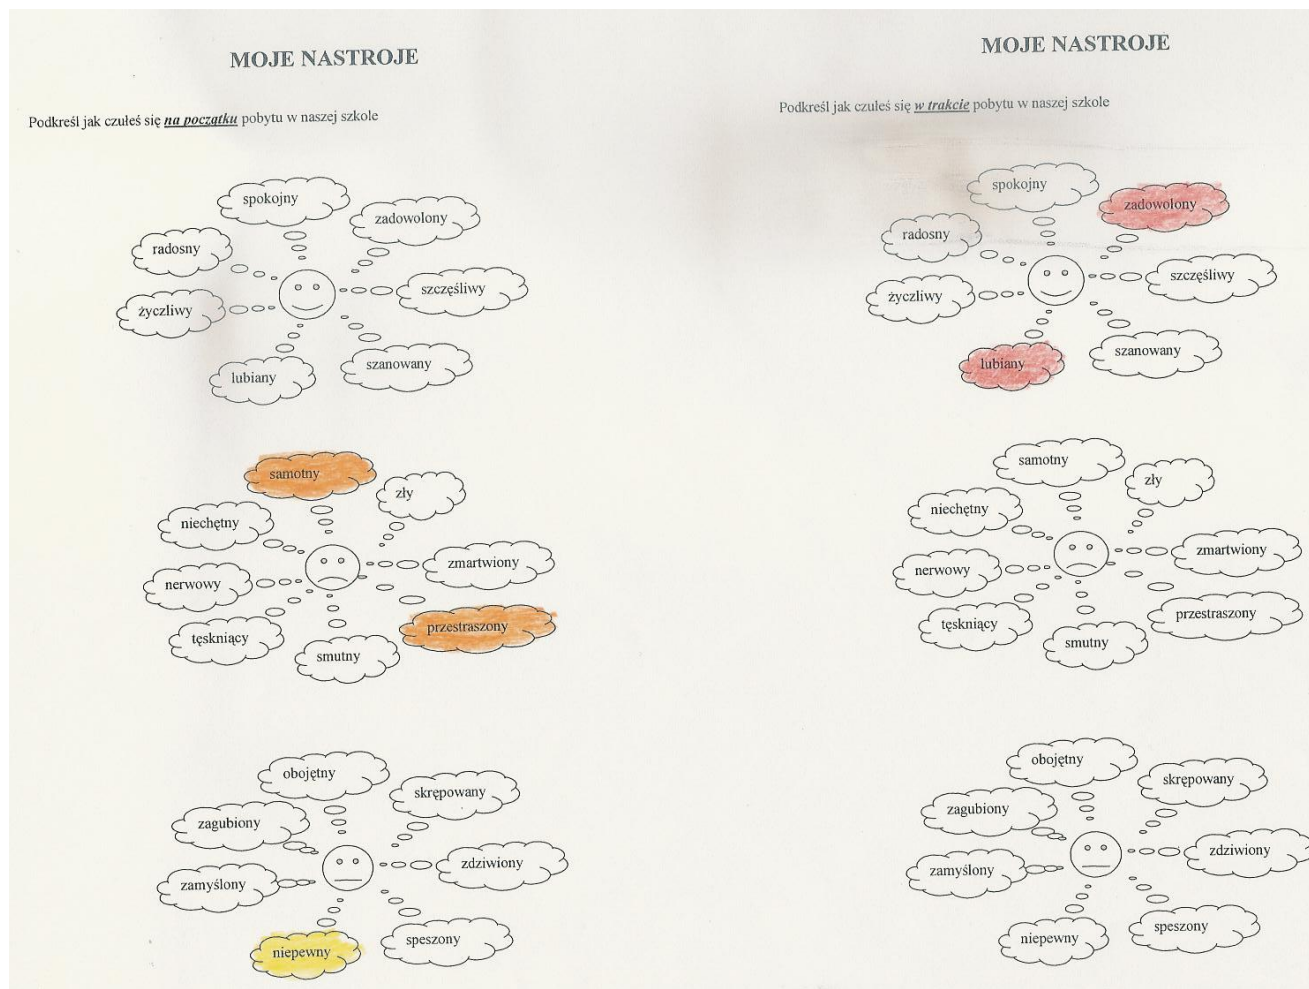 MOJE NASTROJE
Podkreśl jak czułeś się na początku pobytu w naszej szkole
spokojny
zadowolony
radosny
szczęśliwy
życzliwy
szanowany
lubiany
samotny
zły
niechętny
zmartwiony
nerwowy
przestraszony
tęskniący
smutny
obojętny
skrępowany
zagubiony
zdziwiony
zamyślony
speszony
niepewny
MOJE NASTROJE
Podkreśl jak czułeś się w trakcie pobytu w naszej szkole
spokojny
zadowolony
radosny
szczęśliwy
życzliwy
szanowany
lubiany
samotny
zły
niechętny
zmartwiony
nerwowy
przestraszony
tęskniący
smutny
obojętny
skrępowany
zagubiony
zdziwiony
zamyślony
speszony
niepewny